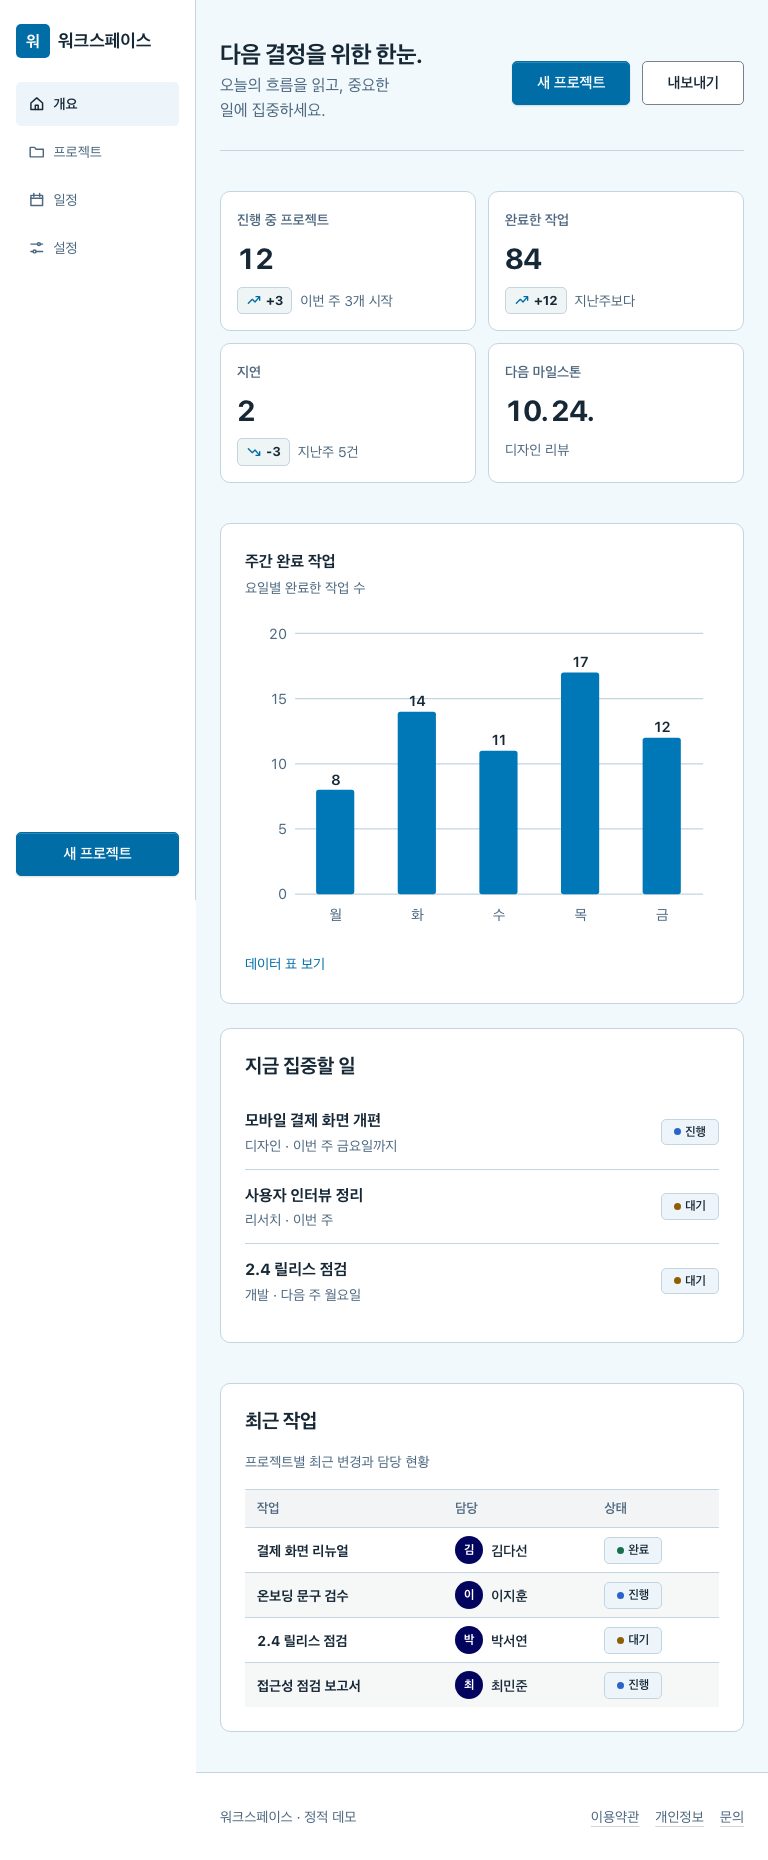 워 워크스페이스
개요
프로젝트
일정
설정
새 프로젝트
다음 결정을 위한 한눈.
오늘의 흐름을 읽고, 중요한
일에 집중하세요.
새 프로젝트 내보내기
진행 중 프로젝트
12
+3 이번 주 3개 시작
완료한 작업
84
+12 지난주보다
지연
2
-3 지난주 5건
다음 마일스톤
10.24.
디자인 리뷰
주간 완료 작업
요일별 완료한 작업 수
20
15
10
5
0
8
14
11
17
12
월 화 수 목 금
데이터 표 보기
지금 집중할 일
모바일 결제 화면 개편
디자인 · 이번 주 금요일까지
진행
사용자 인터뷰 정리
리서치 · 이번 주
대기
2.4 릴리스 점검
개발 · 다음 주 월요일
대기
최근 작업
프로젝트별 최근 변경과 담당 현황
작업 담당 상태
결제 화면 리뉴얼 김 김다선 완료
온보딩 문구 검수 이 이지훈 진행
2.4 릴리스 점검 박 박서연 대기
접근성 점검 보고서 최 최민준 진행
워크스페이스 · 정적 데모
이용약관 개인정보 문의